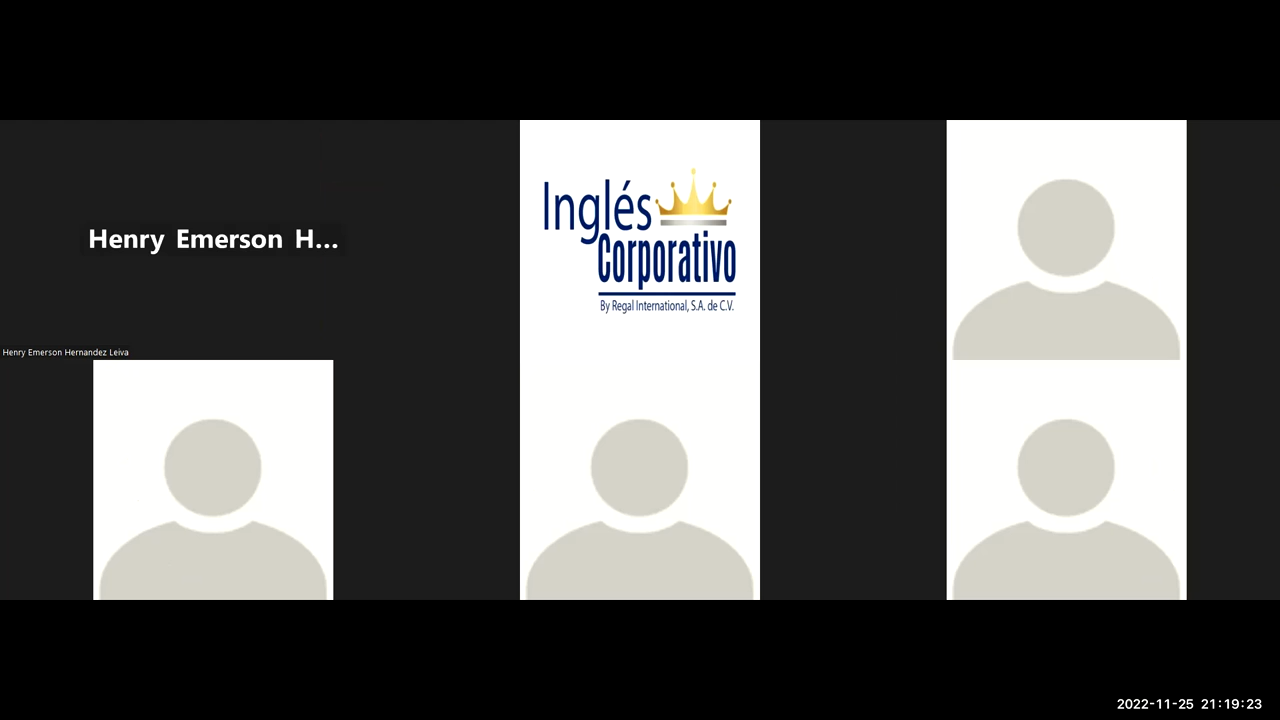 Henry Emerson H...
Henry Emerson Hernandez Leiva
Inglés
Corporativo
By Regal International, S.A. de C.V.
2022-11-25 21:19:23